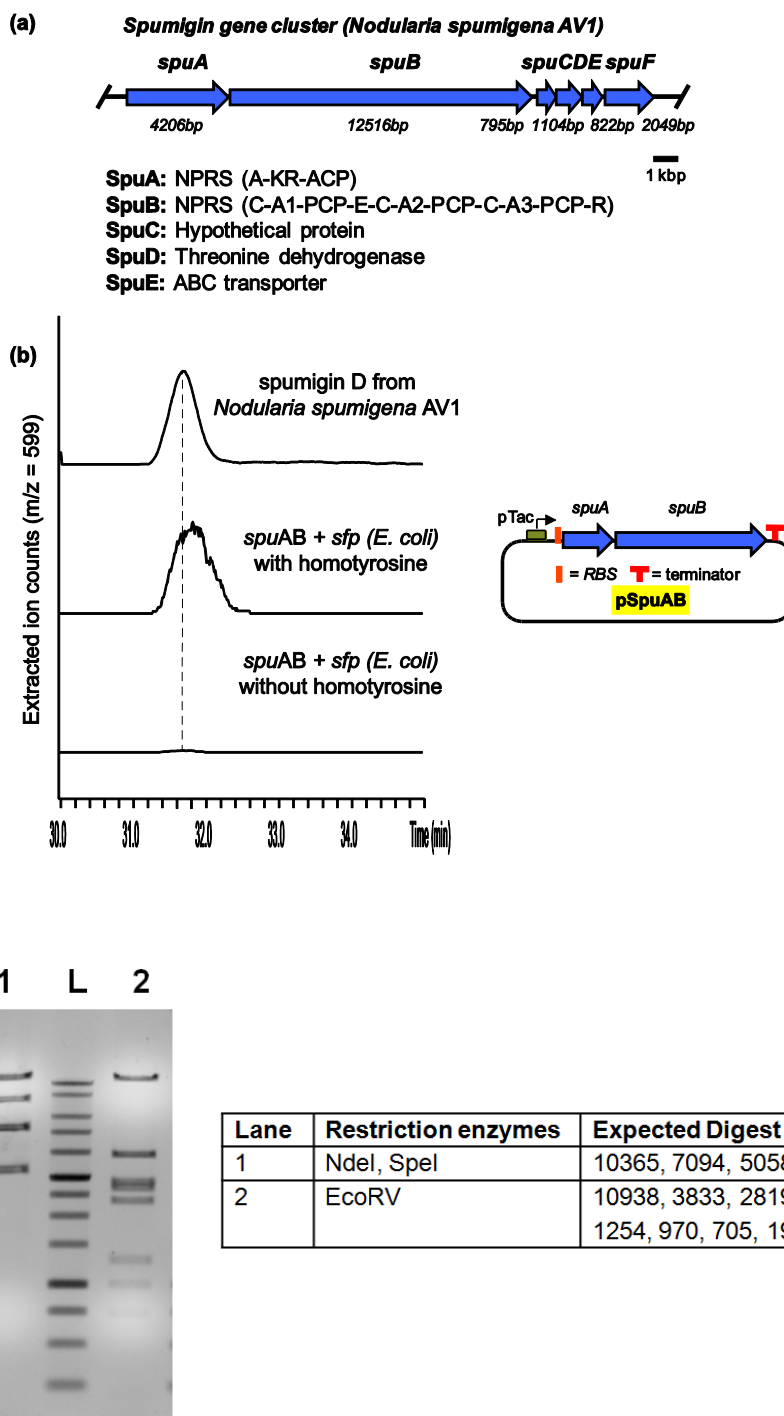 (a)
Spumigin gene cluster (Nodularia spumigena AV1)
spuA spuB spuCDE spuF
4206bp 12516bp 795bp 1104bp 822bp 2049bp
1 kbp
SpuA: NPRS (A-KR-ACP)
SpuB: NPRS (C-A1-PCP-E-C-A2-PCP-C-A3-PCP-R)
SpuC: Hypothetical protein
SpuD: Threonine dehydrogenase
SpuE: ABC transporter
(b)
Extracted ion counts (m/z = 599)
spumigin D from
Nodularia spumigena AV1
spuAB + sfp (E. coli)
with homotyrosine
spuAB + sfp (E. coli)
without homotyrosine
30.0 31.0 32.0 33.0 34.0 Time (min)
pTac spuA spuB
= RBS = terminator
pSpuAB
1 L 2
Lane Restriction enzymes Expected Digest
1 NdeI, SpeI 10365, 7094, 5058
2 EcoRV 10938, 3833, 2819
1254, 970, 705, 19